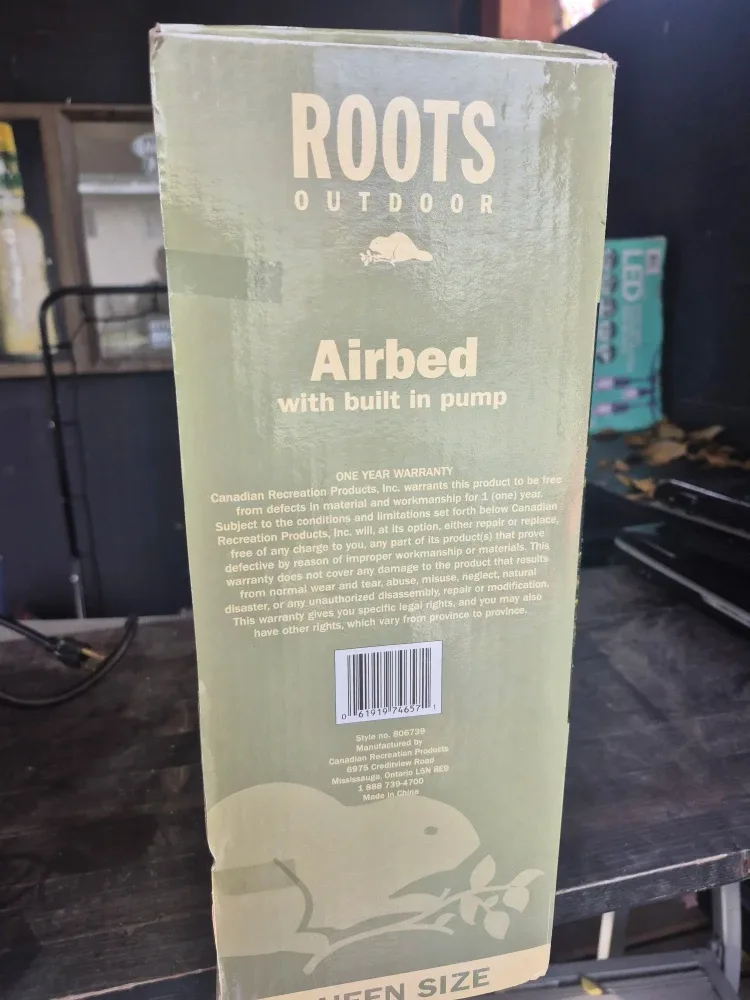 ROOTS
OUTDOOR
Airbed
with built in pump
ONE YEAR WARRANTY
Canadian Recreation Products, Inc. warrants this product to be free
from defects in material and workmanship for 1 (one) year.
Subject to the conditions and limitations set forth below Canadian
Recreation Products, Inc. will, at its option, either repair or replace,
free of any charge to you, any part of its product(s) that prove
defective by reason of improper workmanship or materials. This
warranty does not cover any damage to the product that results
from normal wear and tear, abuse, misuse, neglect, natural
disaster, or any unauthorized disassembly, repair or modification.
This warranty gives you specific legal rights, and you may also
have other rights, which vary from province to province.
0 61919 74657 1
Style no. 806739
Manufactured by
Canadian Recreation Products
6975 Creditview Road
Mississauga, Ontario L5N 8E9
1 888 739-4700
Made in China
SIZE
LED